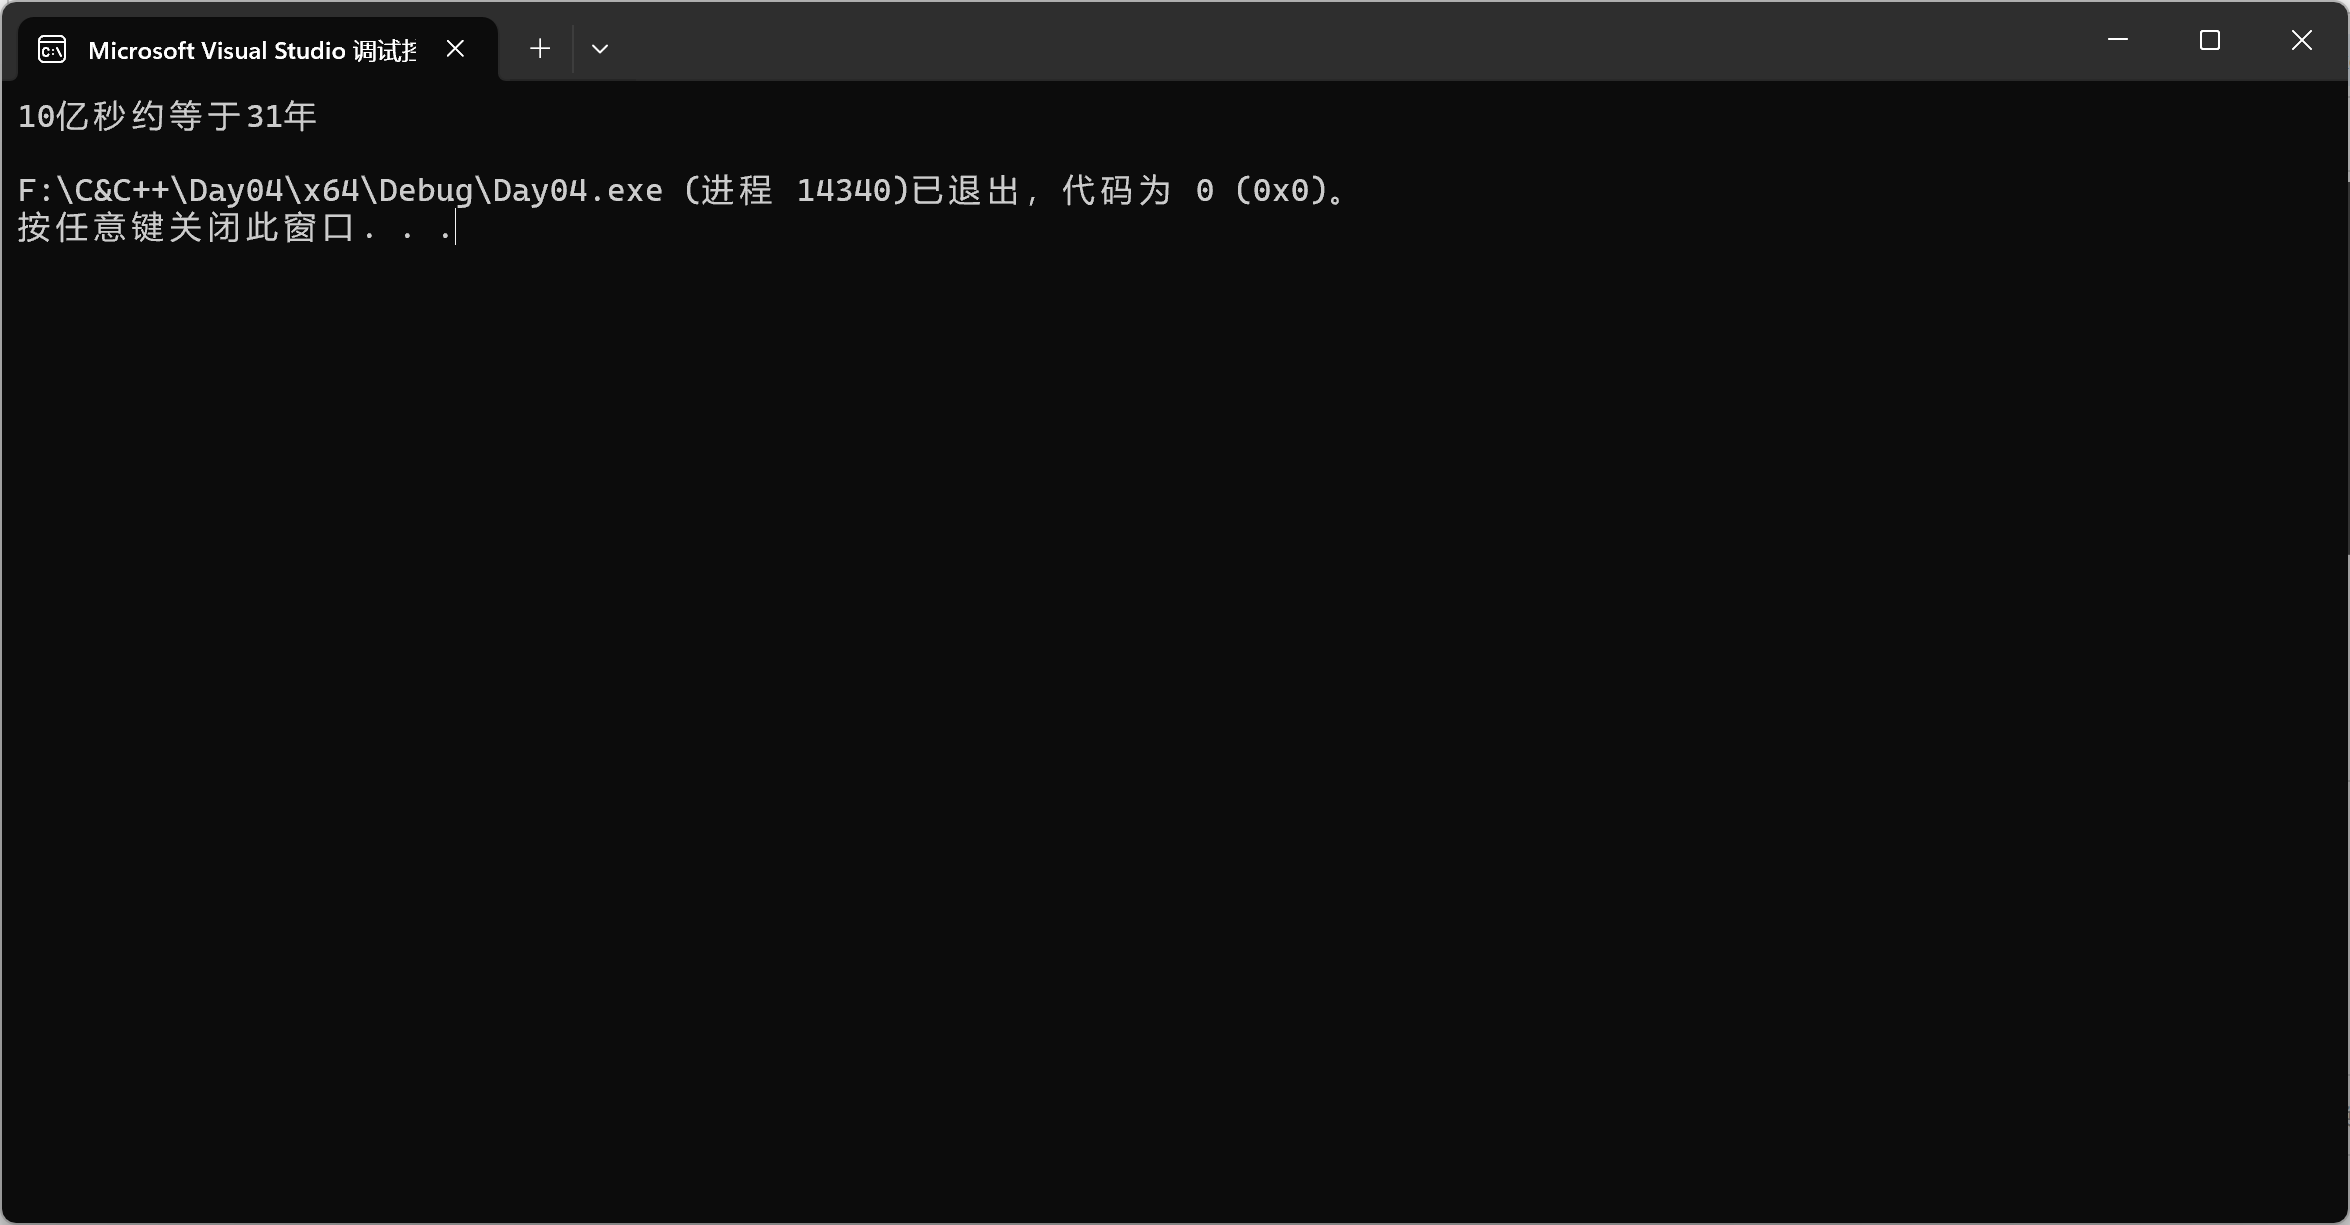 Microsoft Visual Studio 调试
10亿秒约等于31年
F:\C&C++\Day04\x64\Debug\Day04.exe (进程 14340)已退出，代码为 0 (0x0)。
按任意键关闭此窗口. . .